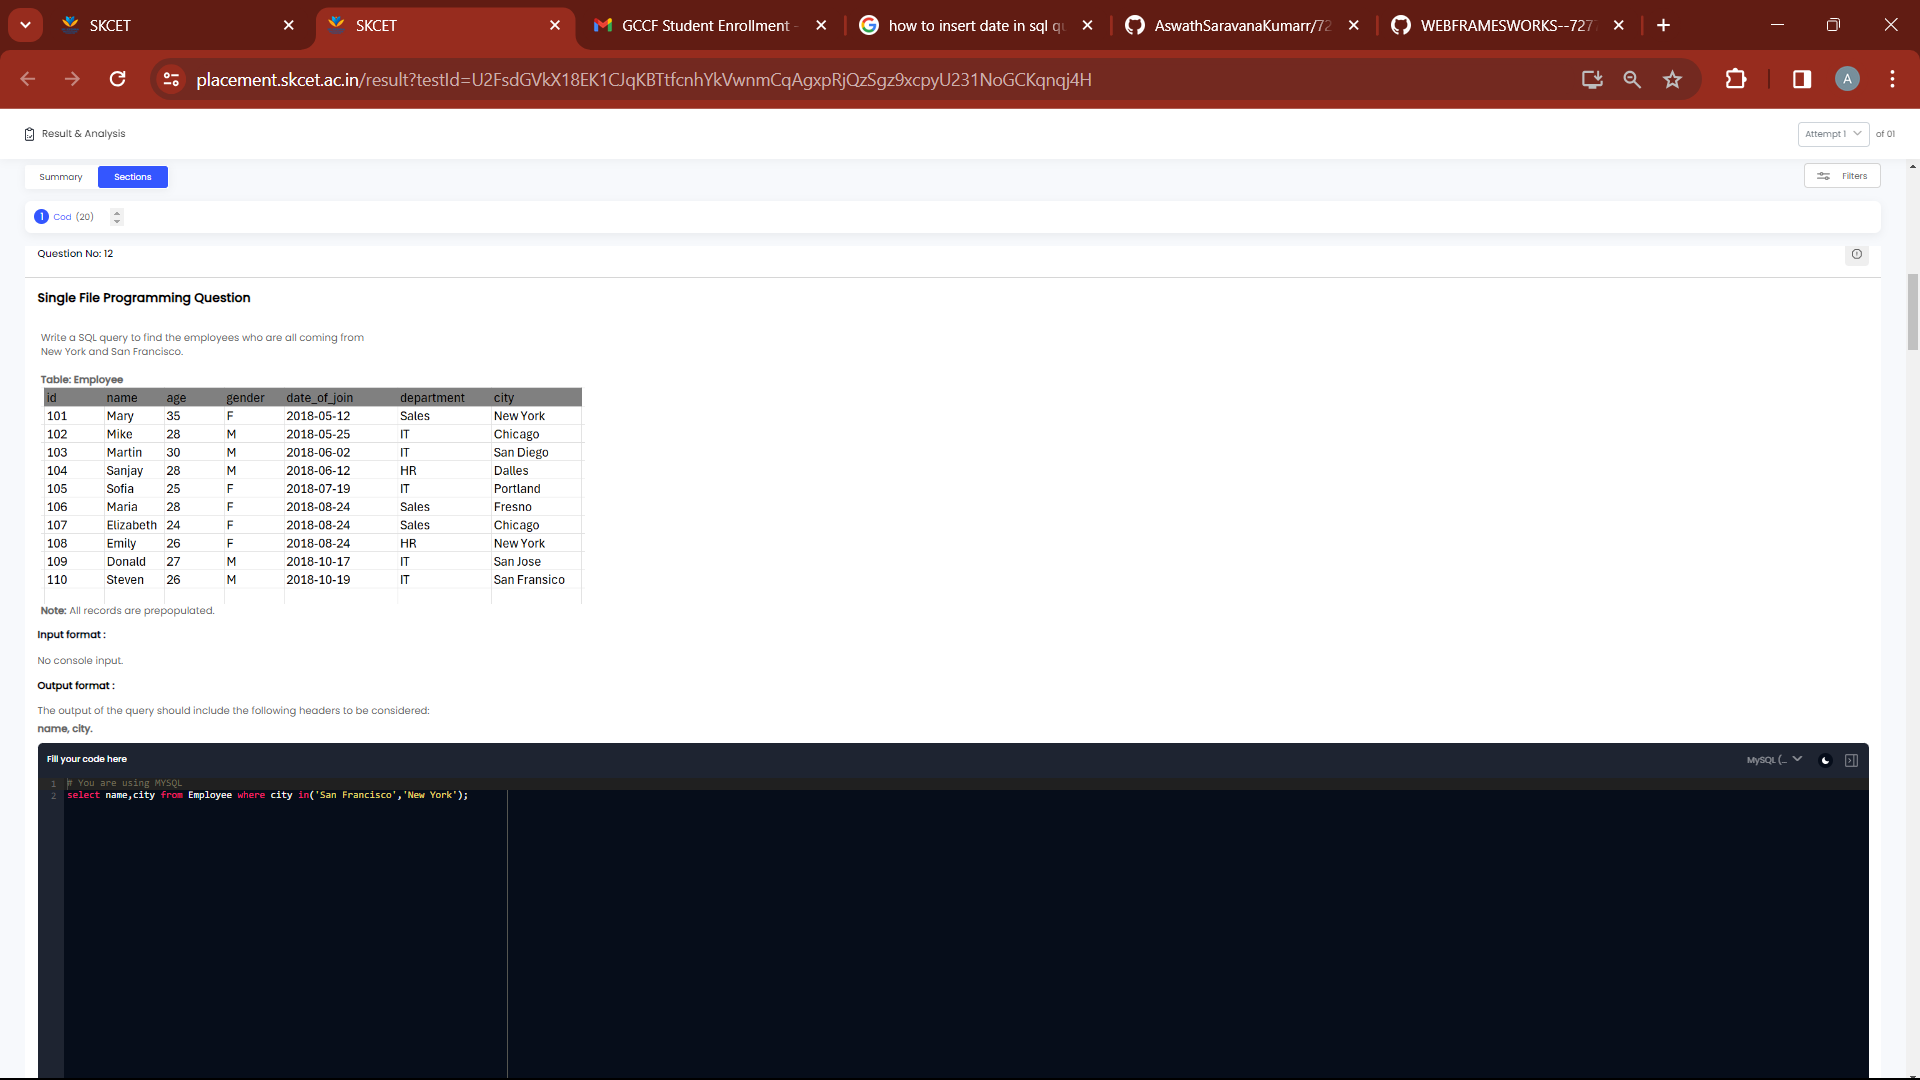 SKCET
SKCET
GCCF Student Enrollment -
how to insert date in sql qu
AswathSaravanaKumarr/72
WEBFRAMESWORKS--727
placement.skcet.ac.in/result?testId=U2FsdGVkX18EK1CJqKBTtfcnhYkVwnmCqAgxpRjQzSgz9xcpyU231NoGCKqnqj4H
A
Result & Analysis
Attempt 1 of 01
Summary Sections
Filters
1 Cod (20)
Question No: 12
Single File Programming Question
Write a SQL query to find the employees who are all coming from
New York and San Francisco.
Table: Employee
id name age gender date_of_join department city
101 Mary 35 F 2018-05-12 Sales New York
102 Mike 28 M 2018-05-25 IT Chicago
103 Martin 30 M 2018-06-02 IT San Diego
104 Sanjay 28 M 2018-06-12 HR Dalles
105 Sofia 25 F 2018-07-19 IT Portland
106 Maria 28 F 2018-08-24 Sales Fresno
107 Elizabeth 24 F 2018-08-24 Sales Chicago
108 Emily 26 F 2018-08-24 HR New York
109 Donald 27 M 2018-10-17 IT San Jose
110 Steven 26 M 2018-10-19 IT San Fransico
Note: All records are prepopulated.
Input format :
No console input.
Output format :
The output of the query should include the following headers to be considered:
name, city.
Fill your code here
MySQL (...
1 # You are using MYSQL
2 select name,city from Employee where city in('San Francisco','New York');